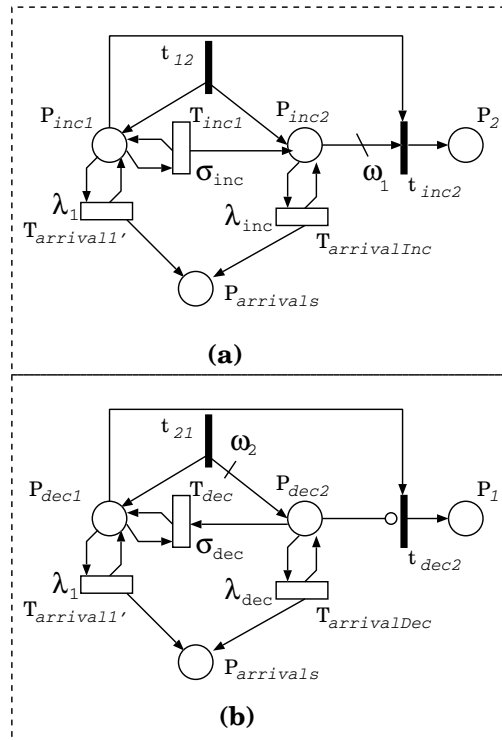 t12
Pinc1
Tinc1
Pinc2
P2
σinc
ω1
tinc2
λ1
Tarrival1'
λinc
TarrivalInc
Parrivals
(a)
t21
ω2
Pdec1
Tdec
Pdec2
P1
σdec
tdec2
λ1
Tarrival1'
λdec
TarrivalDec
Parrivals
(b)